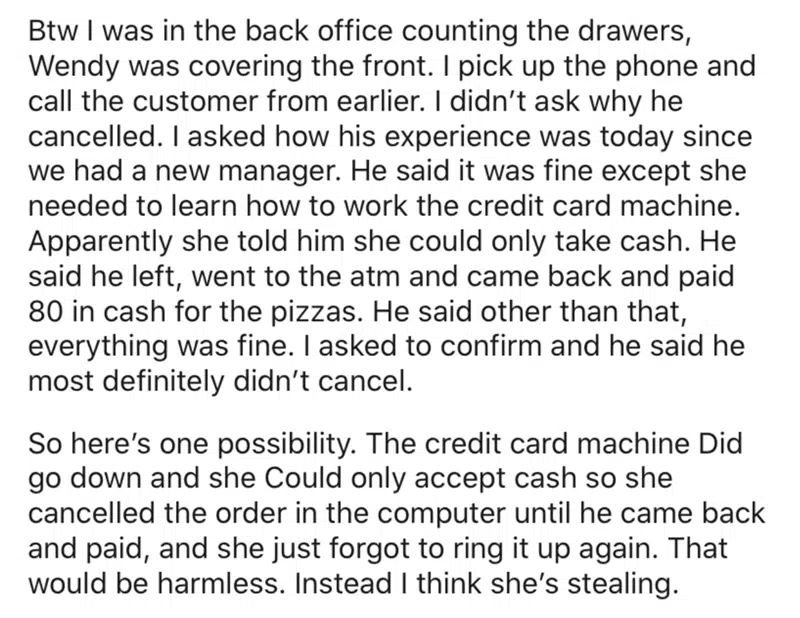 Btw I was in the back office counting the drawers,
Wendy was covering the front. I pick up the phone and
call the customer from earlier. I didn’t ask why he
cancelled. I asked how his experience was today since
we had a new manager. He said it was fine except she
needed to learn how to work the credit card machine.
Apparently she told him she could only take cash. He
said he left, went to the atm and came back and paid
80 in cash for the pizzas. He said other than that,
everything was fine. I asked to confirm and he said he
most definitely didn’t cancel.
So here’s one possibility. The credit card machine Did
go down and she Could only accept cash so she
cancelled the order in the computer until he came back
and paid, and she just forgot to ring it up again. That
would be harmless. Instead I think she’s stealing.